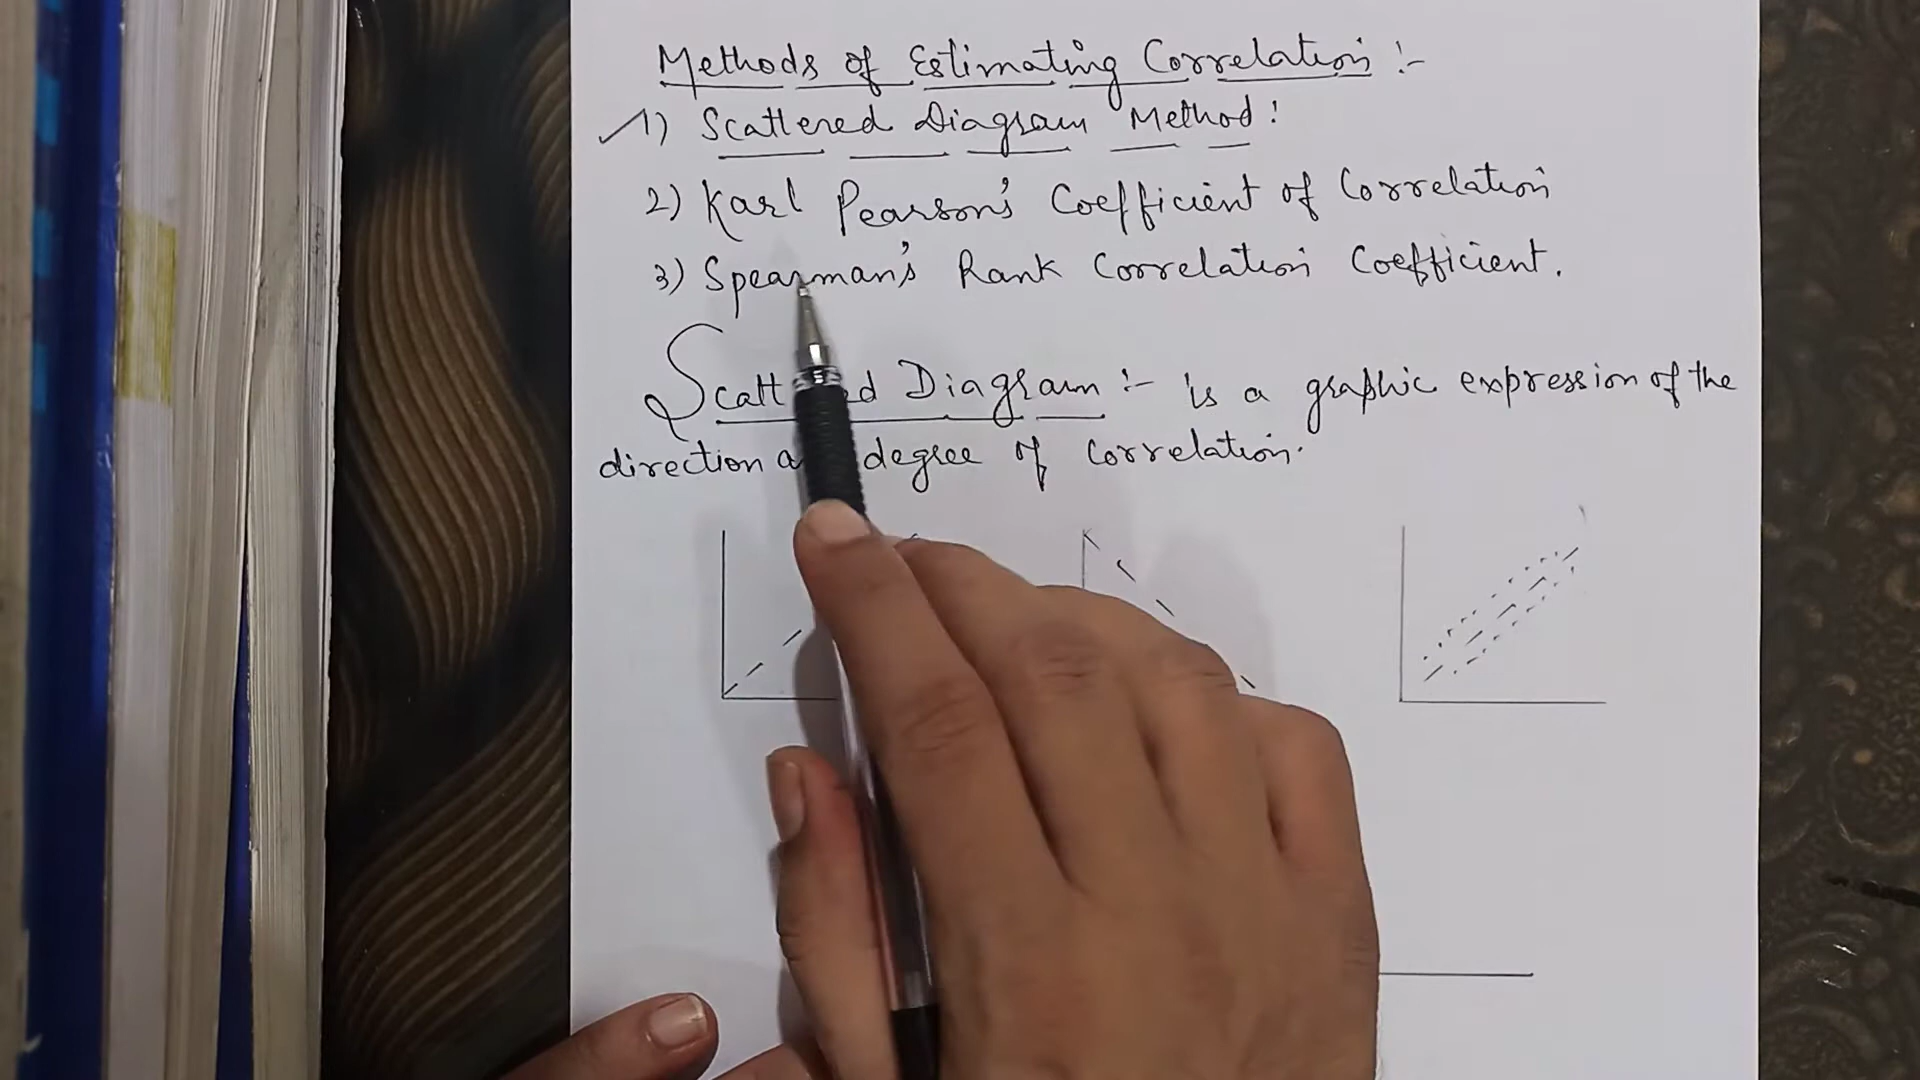 Methods of Estimating Correlation :-
1) Scattered Diagram Method :
2) Karl Pearson's Coefficient of Correlation
3) Spearman's Rank Correlation Coefficient.
Diagram :- is a graphic expression of the
direction degree of Correlation.